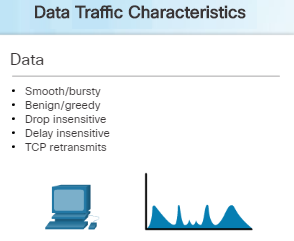 Data Traffic Characteristics
Data
• Smooth/bursty
• Benign/greedy
• Drop insensitive
• Delay insensitive
• TCP retransmits